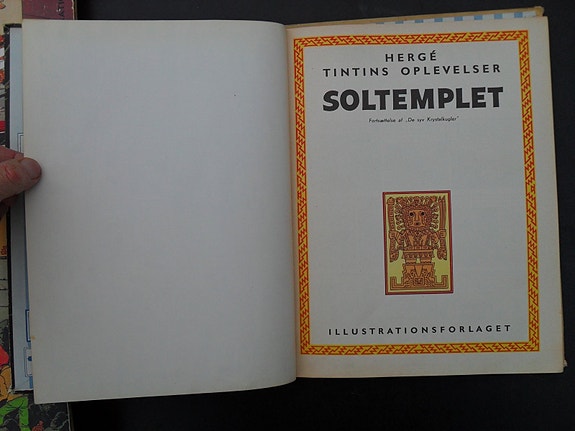 HERGÉ
TINTINS OPLEVELSER
SOLTEMPLET
Fortsættelse af „De syv Krystalkugler”
ILLUSTRATIONSFORLAGET